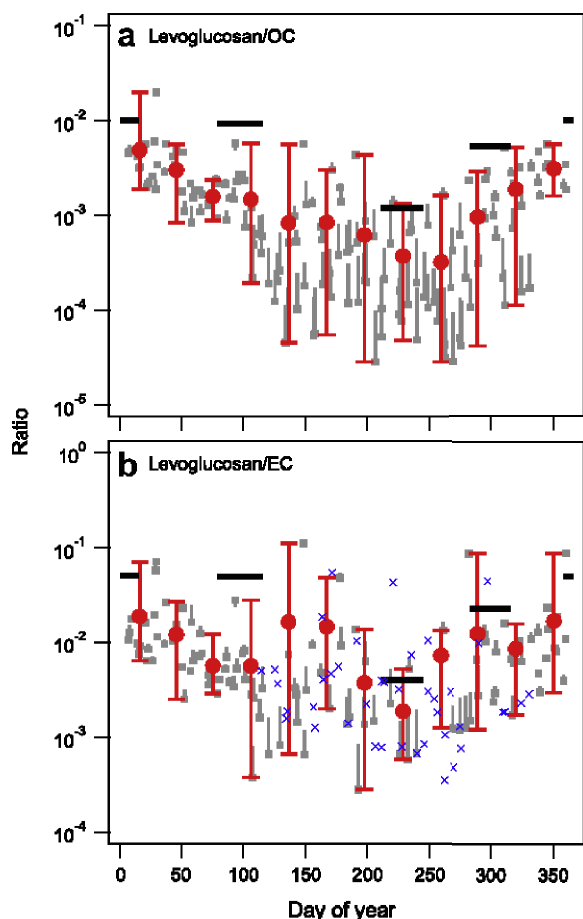 10⁻¹
a Levoglucosan/OC
10⁻²
10⁻³
10⁻⁴
10⁻⁵
Ratio
10⁰
b Levoglucosan/EC
10⁻¹
10⁻²
10⁻³
10⁻⁴
0 50 100 150 200 250 300 350
Day of year